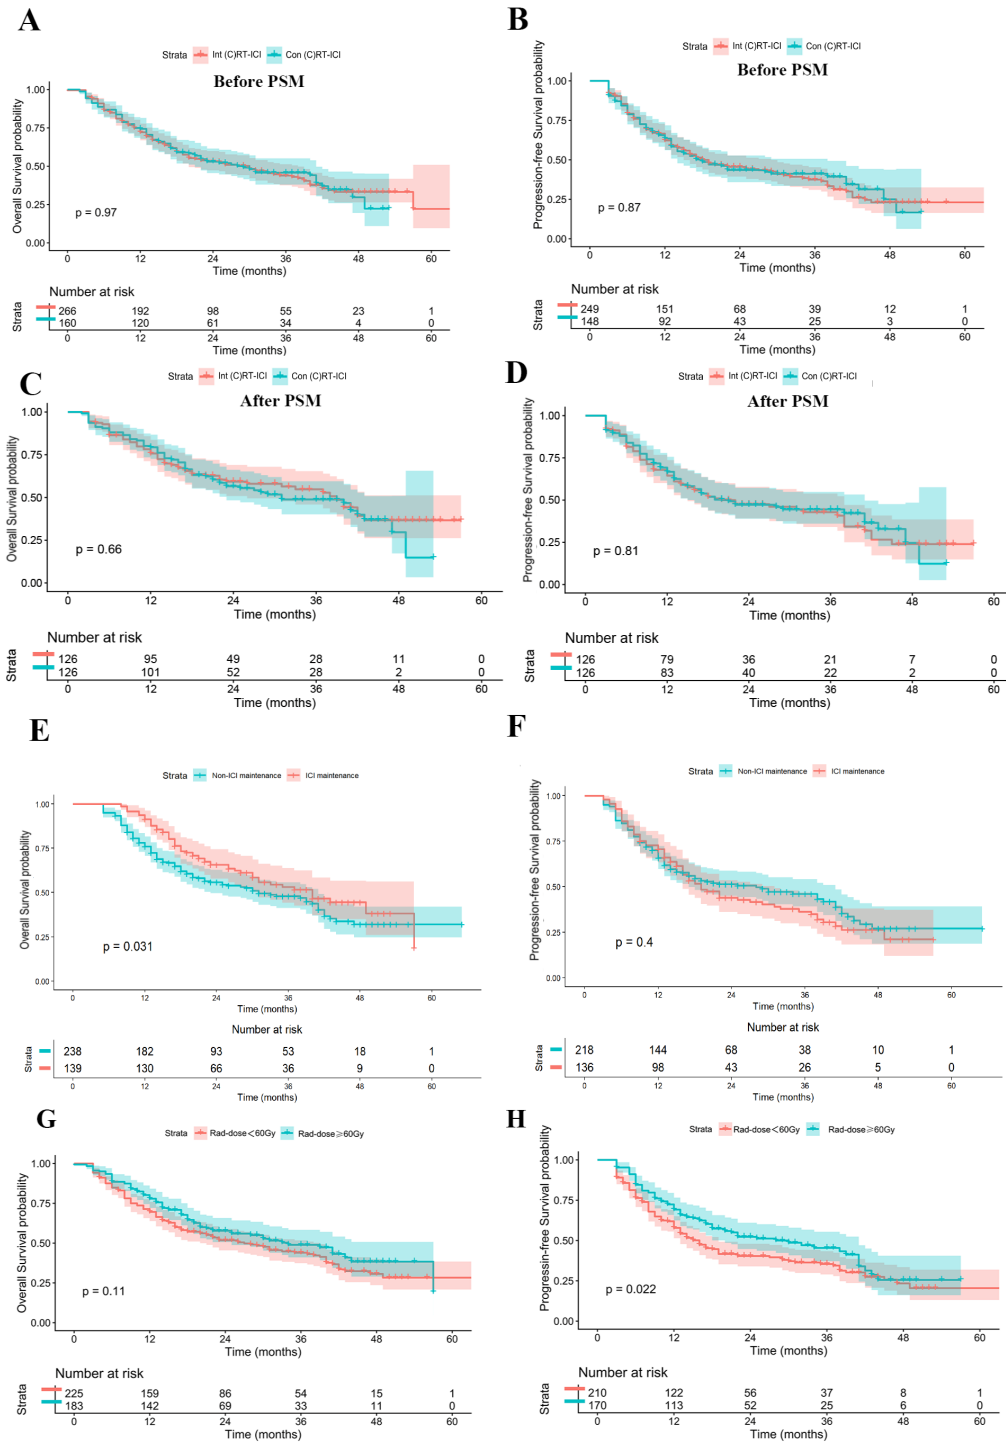 A
Strata Int (C)RT-ICI Con (C)RT-ICI
Before PSM
Overall Survival probability
1.00
0.75
0.50
0.25
0.00
p = 0.97
0 12 24 36 48 60
Time (months)
Number at risk
Strata
266 192 98 55 23 1
160 120 61 34 4 0
0 12 24 36 48 60
Time (months)
B
Strata Int (C)RT-ICI Con (C)RT-ICI
Before PSM
Progression-free Survival probability
1.00
0.75
0.50
0.25
0.00
p = 0.87
0 12 24 36 48 60
Time (months)
Number at risk
Strata
249 151 68 39 12 1
148 92 43 25 3 0
0 12 24 36 48 60
Time (months)
C
Strata Int (C)RT-ICI Con (C)RT-ICI
After PSM
Overall Survival probability
1.00
0.75
0.50
0.25
0.00
p = 0.66
0 12 24 36 48 60
Time (months)
Number at risk
Strata
126 95 49 28 11 0
126 101 52 28 2 0
0 12 24 36 48 60
Time (months)
D
Strata Int (C)RT-ICI Con (C)RT-ICI
After PSM
Progression-free Survival probability
1.00
0.75
0.50
0.25
0.00
p = 0.81
0 12 24 36 48 60
Time (months)
Number at risk
Strata
126 79 36 21 7 0
126 83 40 22 2 0
0 12 24 36 48 60
Time (months)
E
Strata Non-ICI maintenance ICI maintenance
Overall Survival probability
1.00
0.75
0.50
0.25
0.00
p = 0.031
0 12 24 36 48 60
Time (months)
Number at risk
Strata
238 182 93 53 18 1
139 130 66 36 9 0
0 12 24 36 48 60
Time (months)
F
Strata Non-ICI maintenance ICI maintenance
Progression-free Survival probability
1.00
0.75
0.50
0.25
0.00
p = 0.4
0 12 24 36 48 60
Time (months)
Number at risk
Strata
218 144 68 38 10 1
136 98 43 26 5 0
0 12 24 36 48 60
Time (months)
G
Strata Rad-dose＜60Gy Rad-dose≥60Gy
Overall Survival probability
1.00
0.75
0.50
0.25
0.00
p = 0.11
0 12 24 36 48 60
Time (months)
Number at risk
Strata
225 159 86 54 15 1
183 142 69 33 11 0
0 12 24 36 48 60
Time (months)
H
Strata Rad-dose＜60Gy Rad-dose≥60Gy
Progressin-free Survival probability
1.00
0.75
0.50
0.25
0.00
p = 0.022
0 12 24 36 48 60
Time (months)
Number at risk
Strata
210 122 56 37 8 1
170 113 52 25 6 0
0 12 24 36 48 60
Time (months)